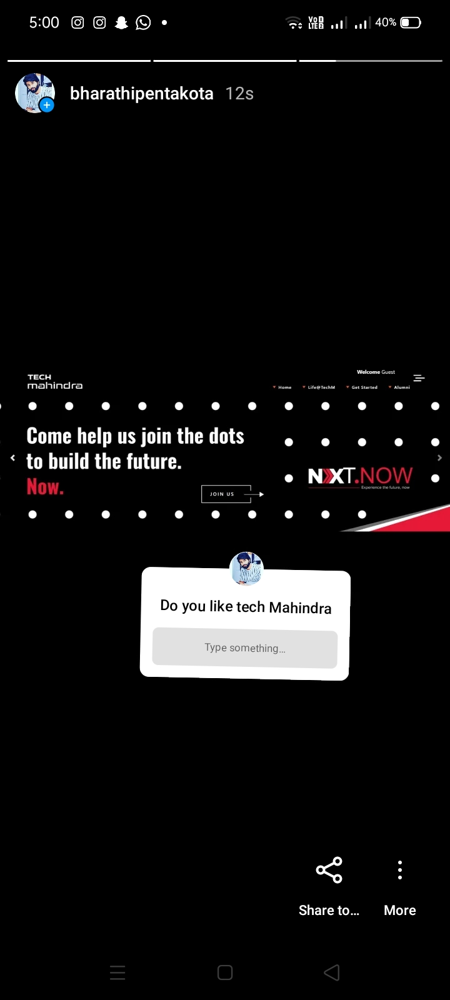 5:00
Vo
LTE2
40%
bharathipentakota 12s
TECH
mahindra
Welcome Guest
Home
Life@TechM
Get Started
Alumni
Come help us join the dots
to build the future.
Now.
JOIN US
NXT.NOW
Experience the future, now
Do you like tech Mahindra
Type something...
Share to...
More